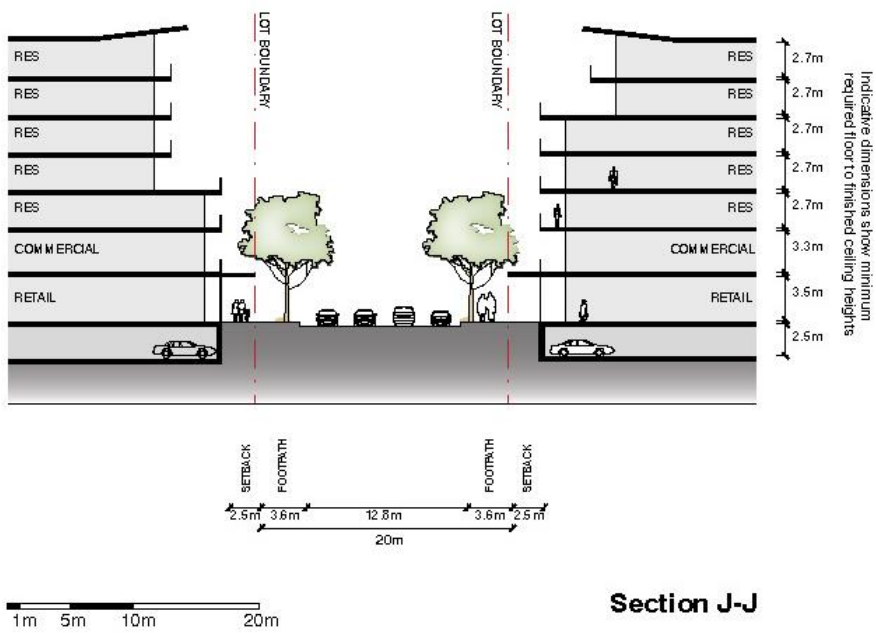 LOT BOUNDARY
LOT BOUNDARY
RES
RES
RES
RES
RES
COMMERCIAL
RETAIL
RES
RES
RES
RES
RES
COMMERCIAL
RETAIL
2.7m
2.7m
2.7m
2.7m
2.7m
3.3m
3.5m
2.5m
Indicative dimensions show minimum
required floor to finished ceiling heights
SETBACK
FOOTPATH
FOOTPATH
SETBACK
2.5m 3.6m 12.8m 3.6m 2.5m
20m
1m 5m 10m 20m
Section J-J